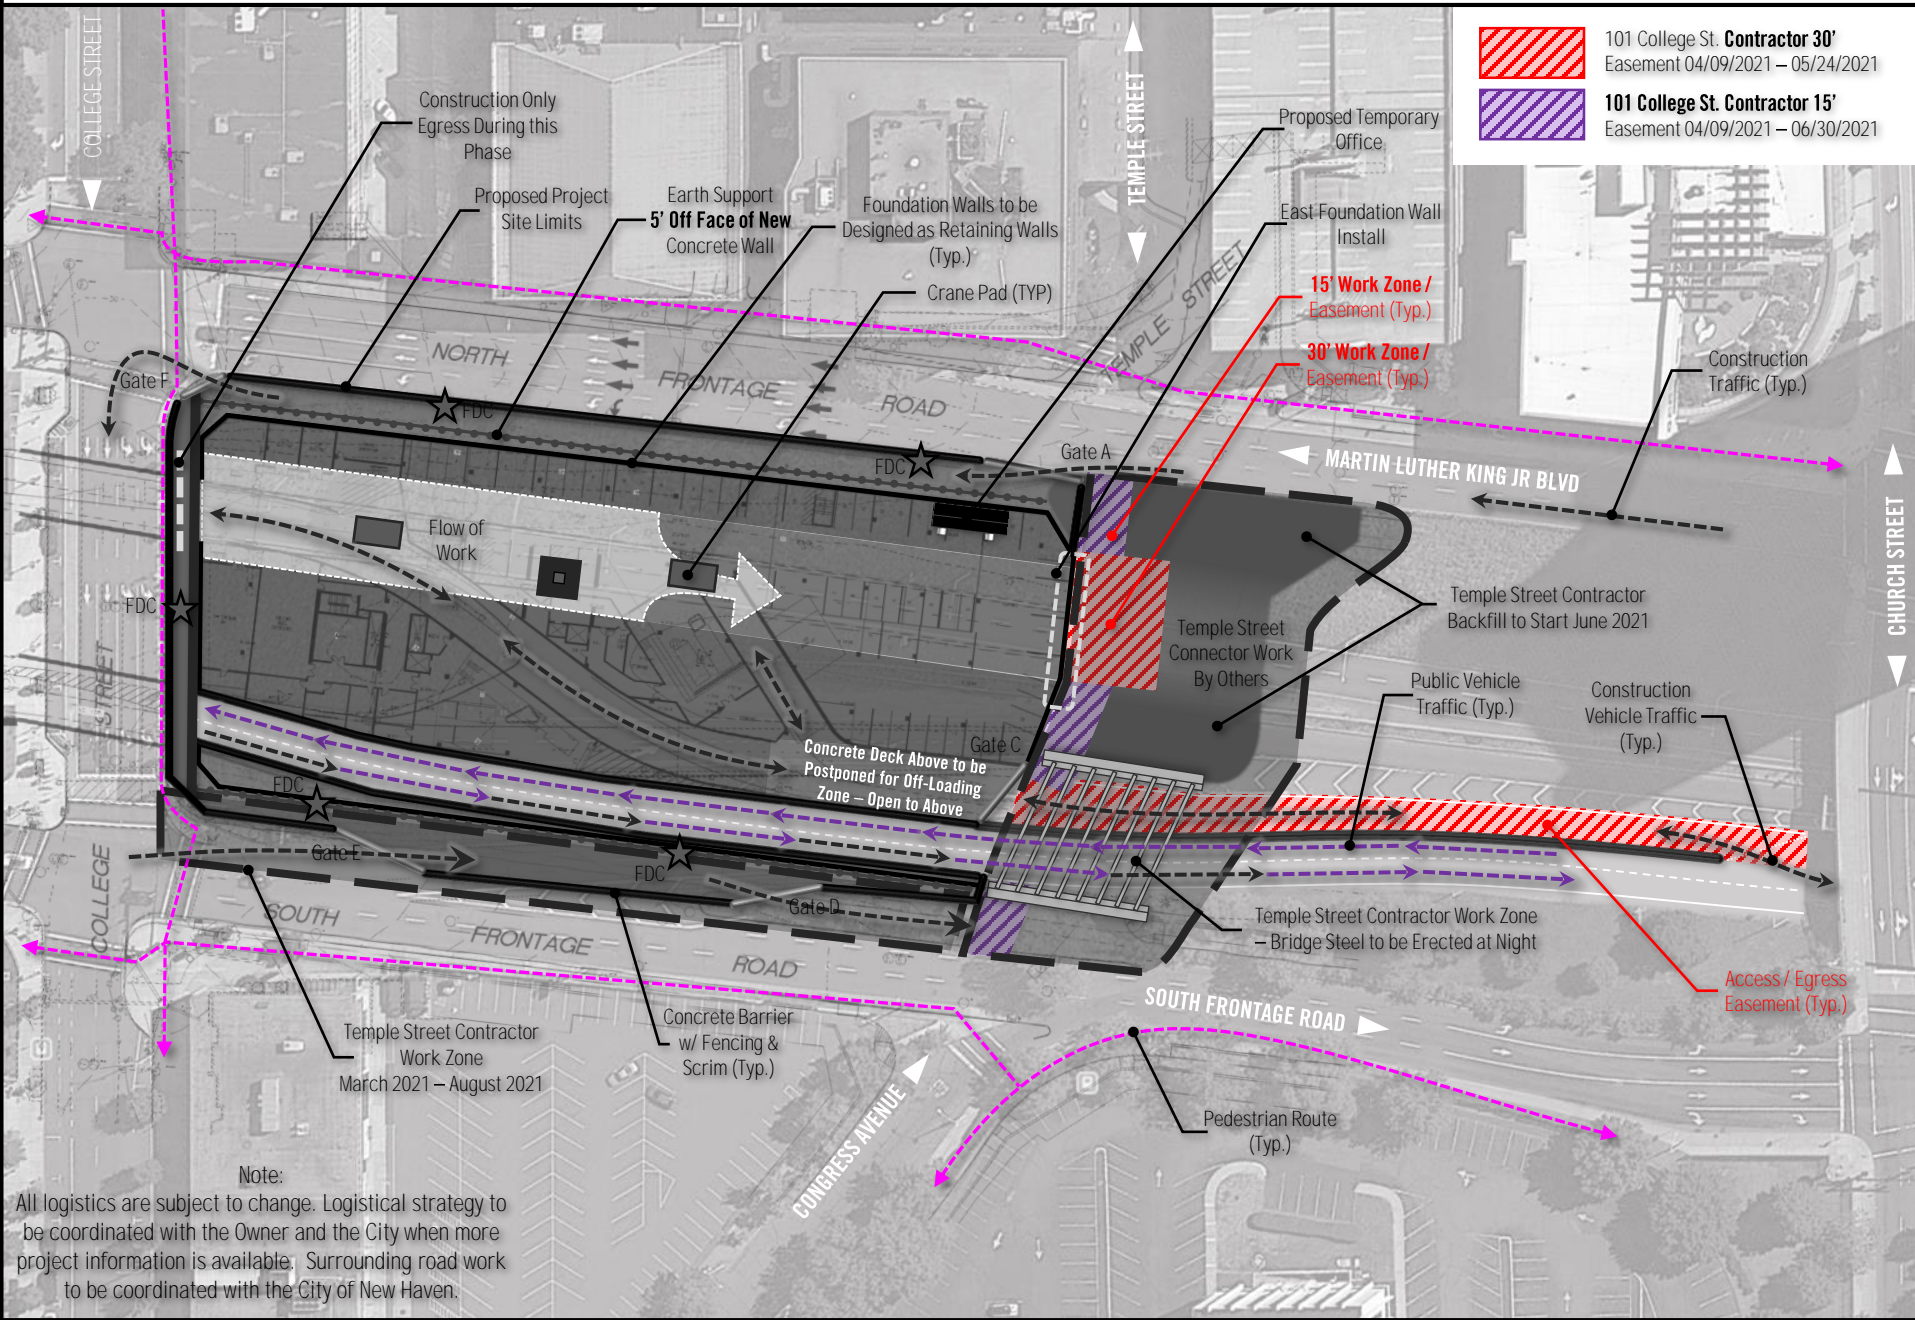 101 College St. Contractor 30'
Easement 04/09/2021 – 05/24/2021
101 College St. Contractor 15'
Easement 04/09/2021 – 06/30/2021
COLLEGE STREET
TEMPLE STREET
Construction Only
Egress During this
Phase
Proposed Project
Site Limits
Earth Support
5' Off Face of New
Concrete Wall
Foundation Walls to be
Designed as Retaining Walls
(Typ.)
Crane Pad (TYP)
Proposed Temporary
Office
East Foundation Wall
Install
15' Work Zone /
Easement (Typ.)
30' Work Zone /
Easement (Typ.)
Construction
Traffic (Typ.)
TEMPLE STREET
NORTH
FRONTAGE
ROAD
Gate F
FDC
FDC
Gate A
MARTIN LUTHER KING JR BLVD
CHURCH STREET
Flow of
Work
FDC
Temple Street
Connector Work
By Others
Temple Street Contractor
Backfill to Start June 2021
Public Vehicle
Traffic (Typ.)
Construction
Vehicle Traffic
(Typ.)
Gate C
Concrete Deck Above to be
Postponed for Off-Loading
Zone – Open to Above
STREET
COLLEGE
FDC
Gate E
FDC
Gate D
SOUTH
FRONTAGE
ROAD
Temple Street Contractor Work Zone
– Bridge Steel to be Erected at Night
Access / Egress
Easement (Typ.)
SOUTH FRONTAGE ROAD
Temple Street Contractor
Work Zone
March 2021 – August 2021
Concrete Barrier
w/ Fencing &
Scrim (Typ.)
CONGRESS AVENUE
Pedestrian Route
(Typ.)
Note:
All logistics are subject to change. Logistical strategy to
be coordinated with the Owner and the City when more
project information is available. Surrounding road work
to be coordinated with the City of New Haven.